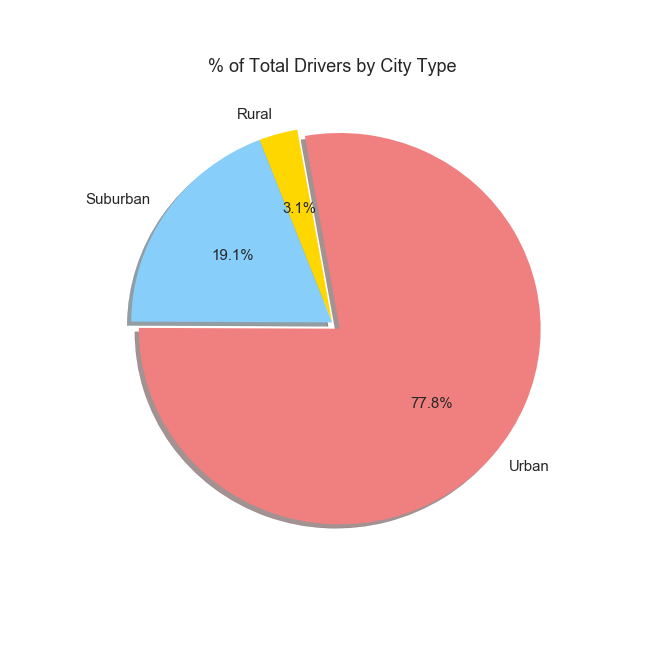 % of Total Drivers by City Type
Rural
Suburban
3.1%
19.1%
77.8%
Urban